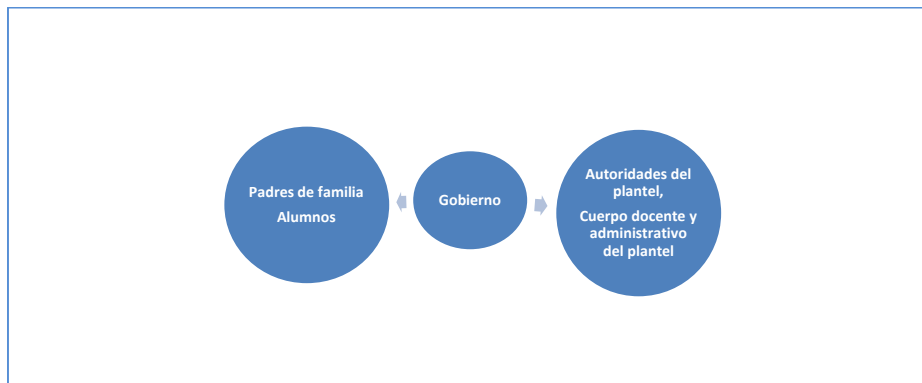 Padres de familia
Alumnos
Gobierno
Autoridades del
plantel,
Cuerpo docente y
administrativo
del plantel